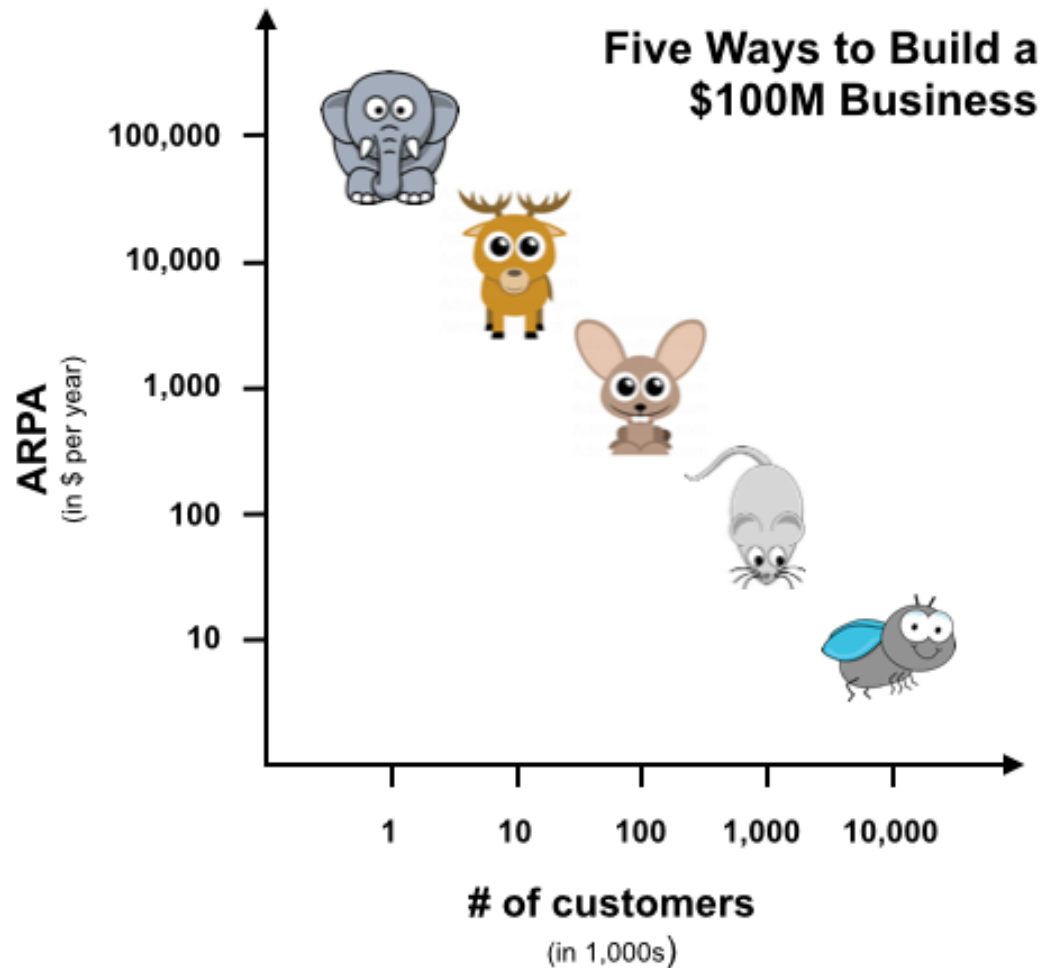 Five Ways to Build a
$100M Business
100,000
10,000
1,000
100
10
ARPA
(in $ per year)
1
10
100
1,000
10,000
# of customers
(in 1,000s)